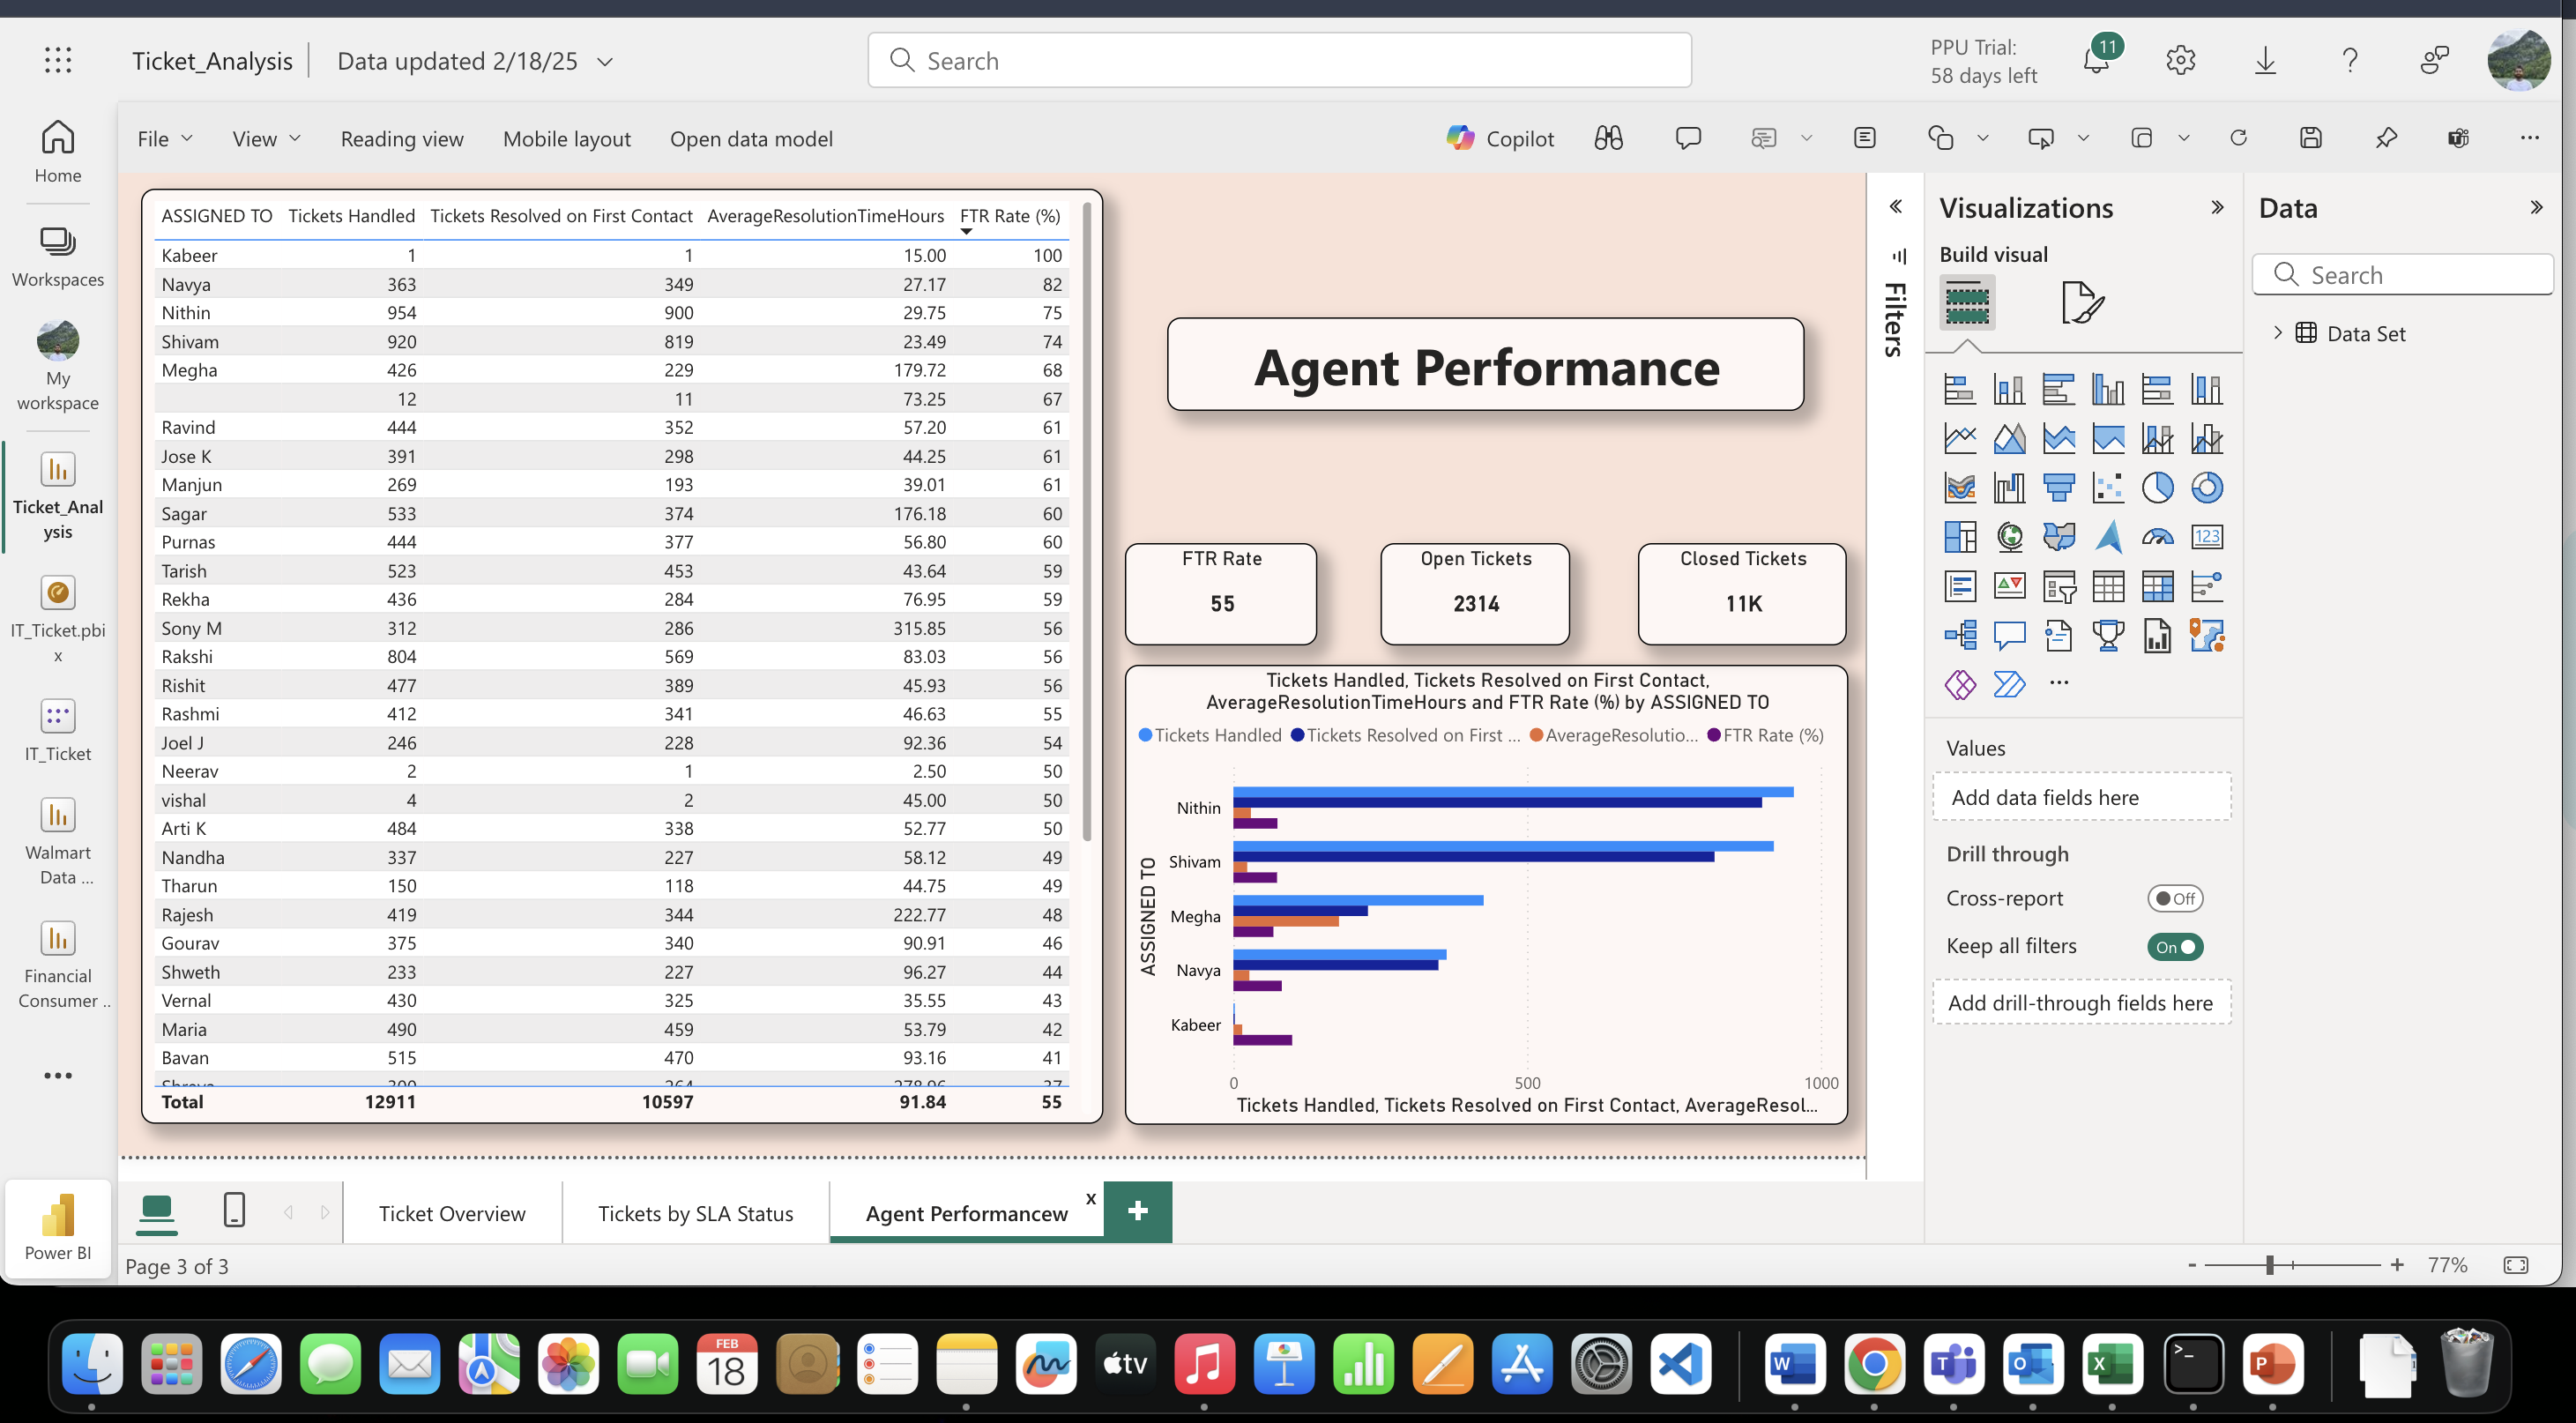 Ticket_Analysis
Data updated 2/18/25
Search
PPU Trial:
58 days left
11
Home
Workspaces
My
workspace
Ticket_Anal
ysis
IT_Ticket.pbi
x
IT_Ticket
Walmart
Data ...
Financial
Consumer ..
Power BI
File
View
Reading view
Mobile layout
Open data model
Copilot
ASSIGNED TO Tickets Handled Tickets Resolved on First Contact AverageResolutionTimeHours FTR Rate (%)
Kabeer 1 1 15.00 100
Navya 363 349 27.17 82
Nithin 954 900 29.75 75
Shivam 920 819 23.49 74
Megha 426 229 179.72 68
12 11 73.25 67
Ravind 444 352 57.20 61
Jose K 391 298 44.25 61
Manjun 269 193 39.01 61
Sagar 533 374 176.18 60
Purnas 444 377 56.80 60
Tarish 523 453 43.64 59
Rekha 436 284 76.95 59
Sony M 312 286 315.85 56
Rakshi 804 569 83.03 56
Rishit 477 389 45.93 56
Rashmi 412 341 46.63 55
Joel J 246 228 92.36 54
Neerav 2 1 2.50 50
vishal 4 2 45.00 50
Arti K 484 338 52.77 50
Nandha 337 227 58.12 49
Tharun 150 118 44.75 49
Rajesh 419 344 222.77 48
Gourav 375 340 90.91 46
Shweth 233 227 96.27 44
Vernal 430 325 35.55 43
Maria 490 459 53.79 42
Bavan 515 470 93.16 41
Total 12911 10597 91.84 55
Agent Performance
FTR Rate
55
Open Tickets
2314
Closed Tickets
11K
Tickets Handled, Tickets Resolved on First Contact,
AverageResolutionTimeHours and FTR Rate (%) by ASSIGNED TO
Tickets Handled Tickets Resolved on First ... AverageResolutio... FTR Rate (%)
ASSIGNED TO
Nithin
Shivam
Megha
Navya
Kabeer
0 500 1000
Tickets Handled, Tickets Resolved on First Contact, AverageResol...
Filters
Visualizations
Build visual
123
Values
Add data fields here
Drill through
Cross-report
Off
Keep all filters
On
Add drill-through fields here
Data
Search
Data Set
Ticket Overview
Tickets by SLA Status
Agent Performancew
x
Page 3 of 3
77%
FEB
18
tv
W
T
O
X
>_
P